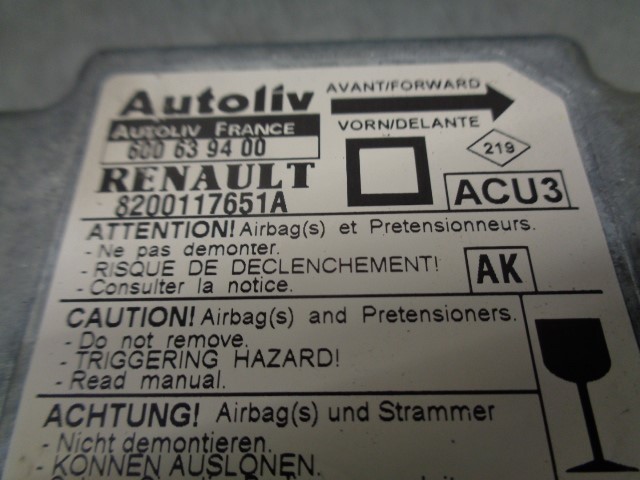 Autoliv
AVANT/FORWARD
AUTOLIV FRANCE
VORN/DELANTE
600 63 94 00
219
RENAULT
ACU3
8200117651A
ATTENTION! Airbag(s) et Pretensionneurs.
- Ne pas demonter.
- RISQUE DE DECLENCHEMENT!
- Consulter la notice.
AK
CAUTION! Airbag(s) and Pretensioners.
- Do not remove.
- TRIGGERING HAZARD!
- Read manual.
ACHTUNG! Airbag(s) und Strammer
- Nicht demontieren.
- KONNEN AUSLONEN.